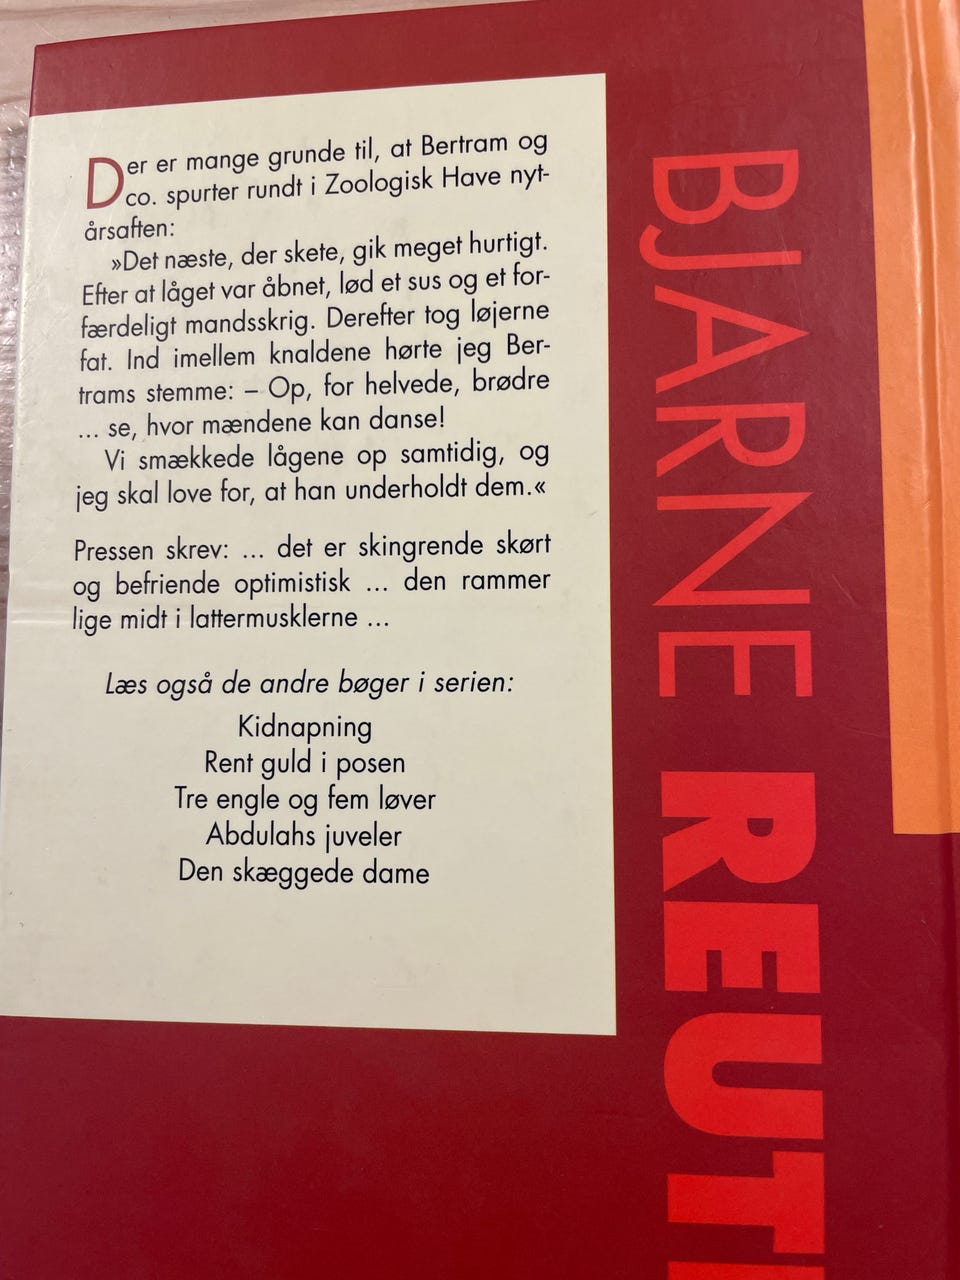 Der er mange grunde til, at Bertram og
co. spurter rundt i Zoologisk Have nyt-
årsaften:
»Det næste, der skete, gik meget hurtigt.
Efter at låget var åbnet, lød et sus og et for-
færdeligt mandsskrig. Derefter tog løjerne
fat. Ind imellem knaldene hørte jeg Ber-
trams stemme: – Op, for helvede, brødre
... se, hvor mændene kan danse!
Vi smækkede lågene op samtidig, og
jeg skal love for, at han underholdt dem.«
Pressen skrev: ... det er skingrende skørt
og befriende optimistisk ... den rammer
lige midt i lattermusklerne ...
Læs også de andre bøger i serien:
Kidnapning
Rent guld i posen
Tre engle og fem løver
Abdulahs juveler
Den skæggede dame
BJARNE REUT